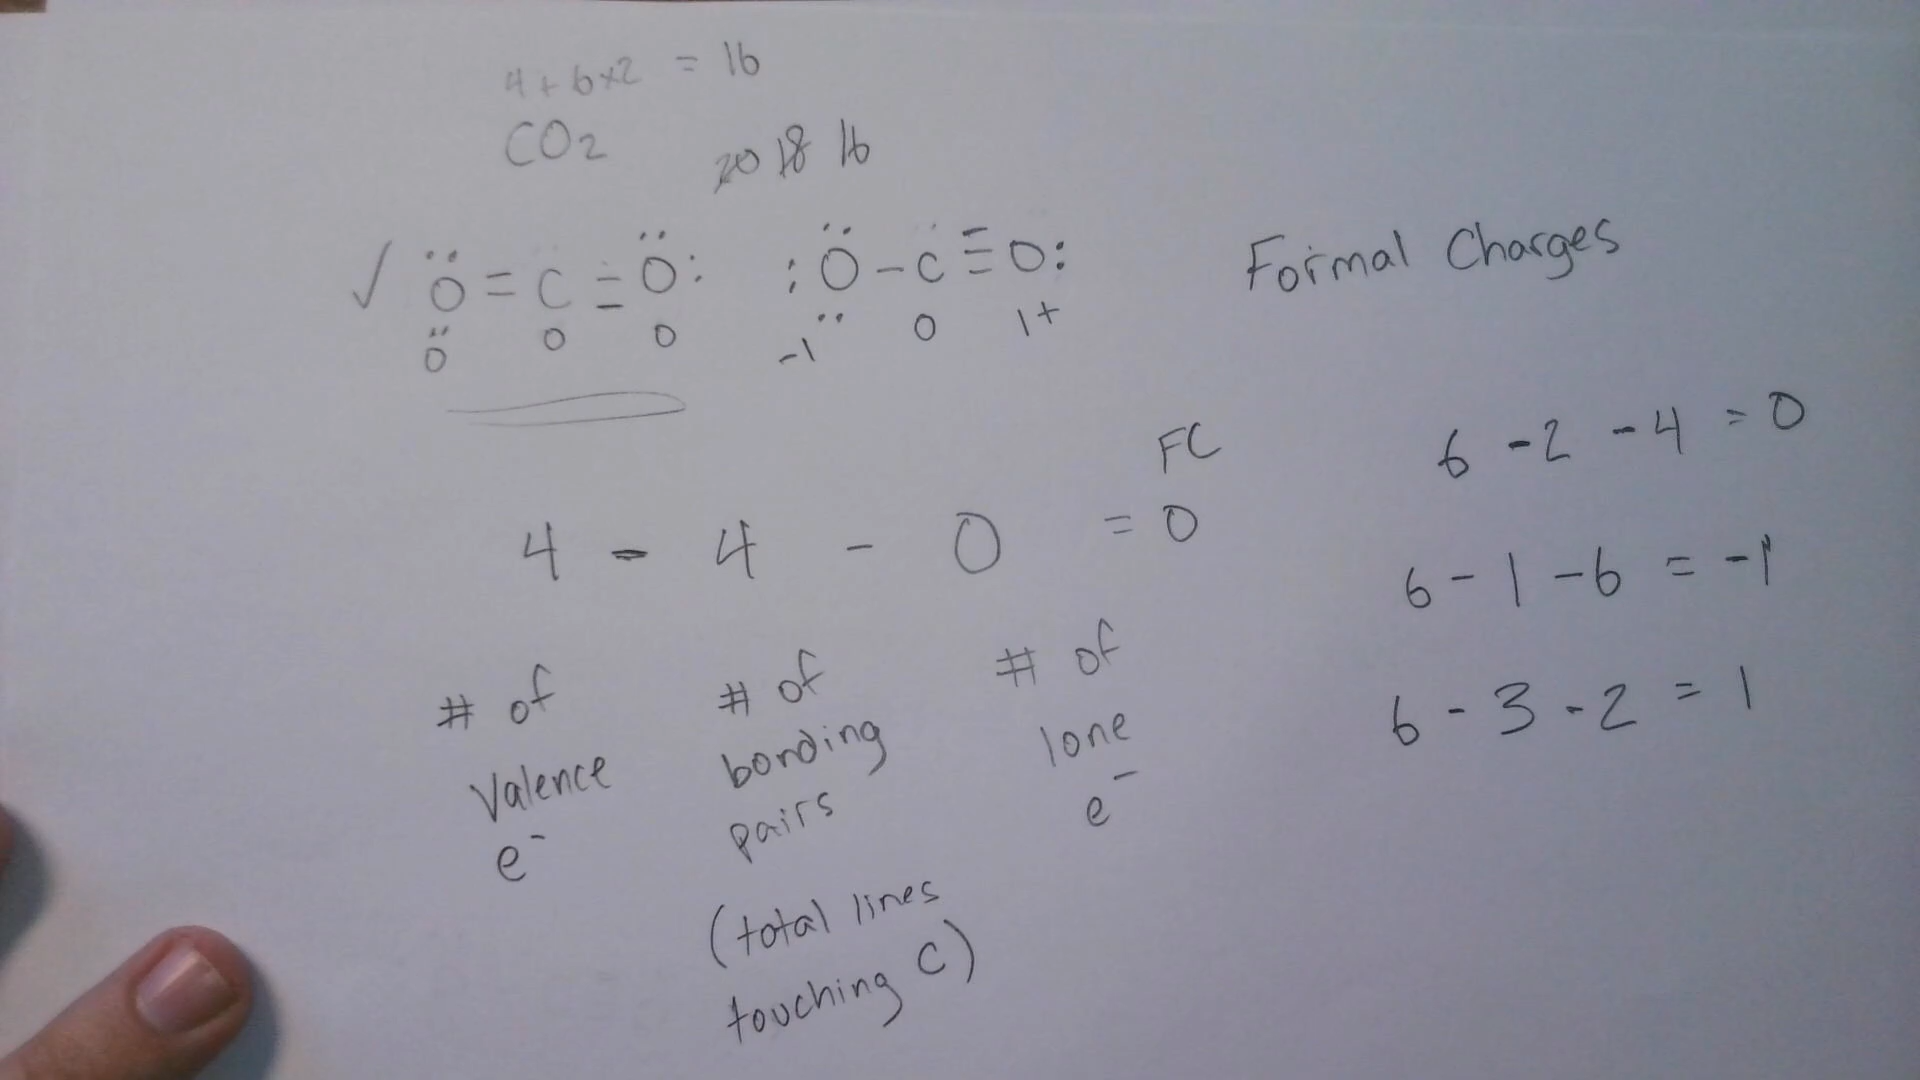 4 + 6x2 = 16
CO2
20 18 16
√ Ö = C = Ö: :Ö - C ≡ O:
0 0 0 -1 0 1+
Formal Charges
FC
4 - 4 - 0 = 0
# of valence e-
# of bonding pairs
(total lines touching C)
# of lone e-
6 - 2 - 4 = 0
6 - 1 - 6 = -1
6 - 3 - 2 = 1